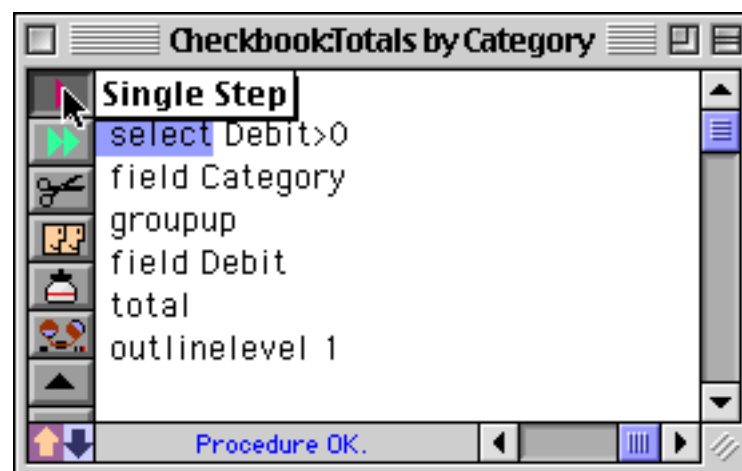 Checkbook:Totals by Category
Single Step
select Debit>0
field Category
groupup
field Debit
total
outlinelevel 1
Procedure OK.